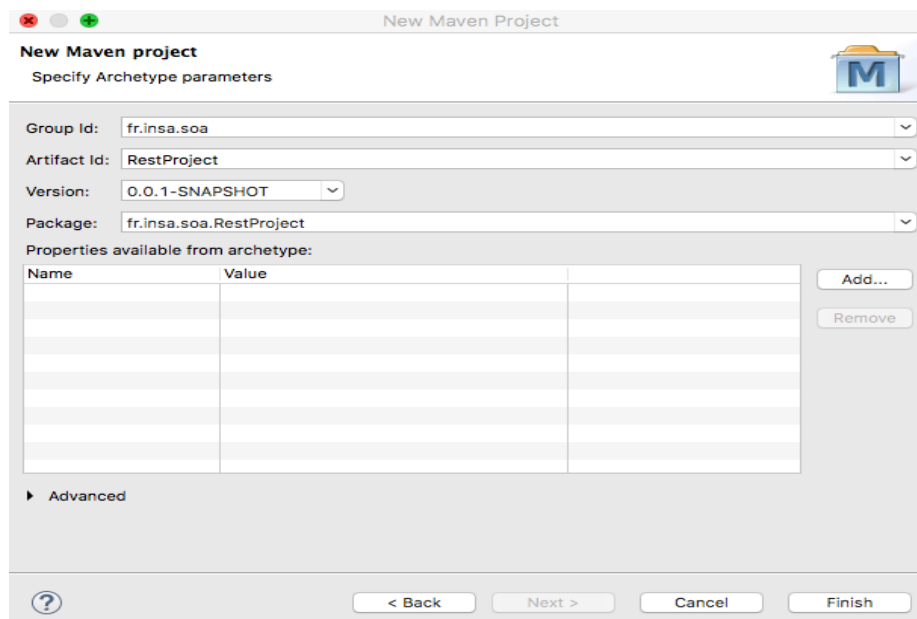 New Maven Project
New Maven project
Specify Archetype parameters
M
Group Id: fr.insa.soa
Artifact Id: RestProject
Version: 0.0.1-SNAPSHOT
Package: fr.insa.soa.RestProject
Properties available from archetype:
Name Value
Add...
Remove
Advanced
? < Back Next > Cancel Finish